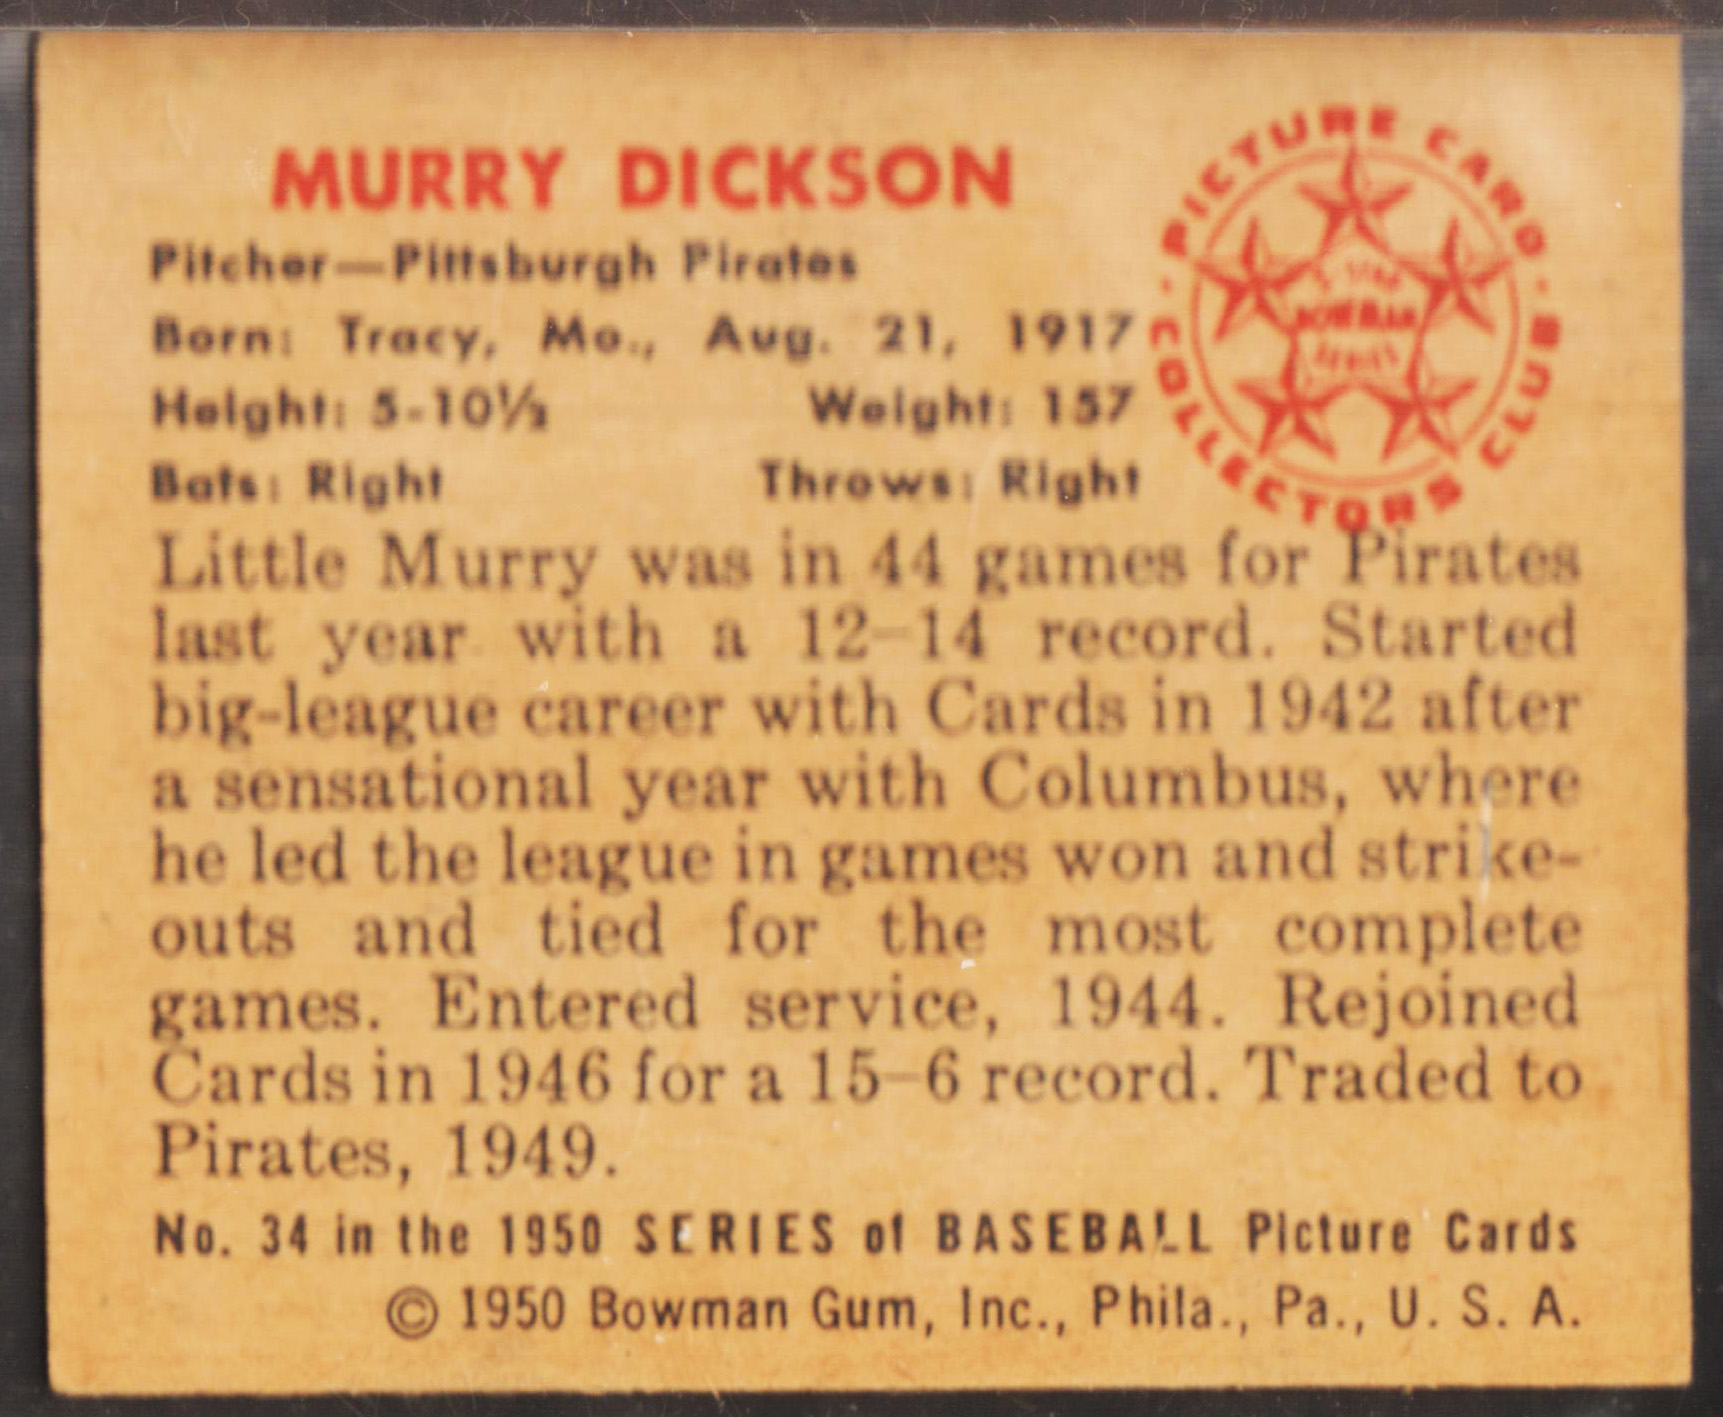 MURRY DICKSON
Pitcher—Pittsburgh Pirates
Born: Tracy, Mo., Aug. 21, 1917
Height: 5-10½ Weight: 157
Bats: Right Throws: Right
PICTURE CARD
COLLECTORS CLUB
5-STAR
BOWMAN
SERIES
Little Murry was in 44 games for Pirates
last year with a 12–14 record. Started
big-league career with Cards in 1942 after
a sensational year with Columbus, where
he led the league in games won and strike-
outs and tied for the most complete
games. Entered service, 1944. Rejoined
Cards in 1946 for a 15–6 record. Traded to
Pirates, 1949.
No. 34 in the 1950 SERIES of BASEBALL Picture Cards
© 1950 Bowman Gum, Inc., Phila., Pa., U. S. A.